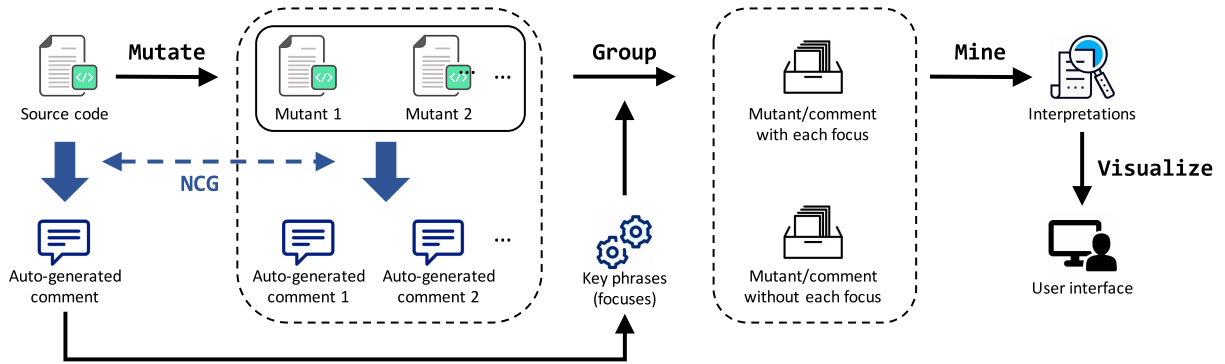 Mutate
Group
Mine
</>
</>
...
...
</>
Source code
Mutant 1
Mutant 2
Mutant/comment
with each focus
Interpretations
NCG
Visualize
...
Auto-generated
comment
Auto-generated
comment 1
Auto-generated
comment 2
Key phrases
(focuses)
Mutant/comment
without each focus
User interface